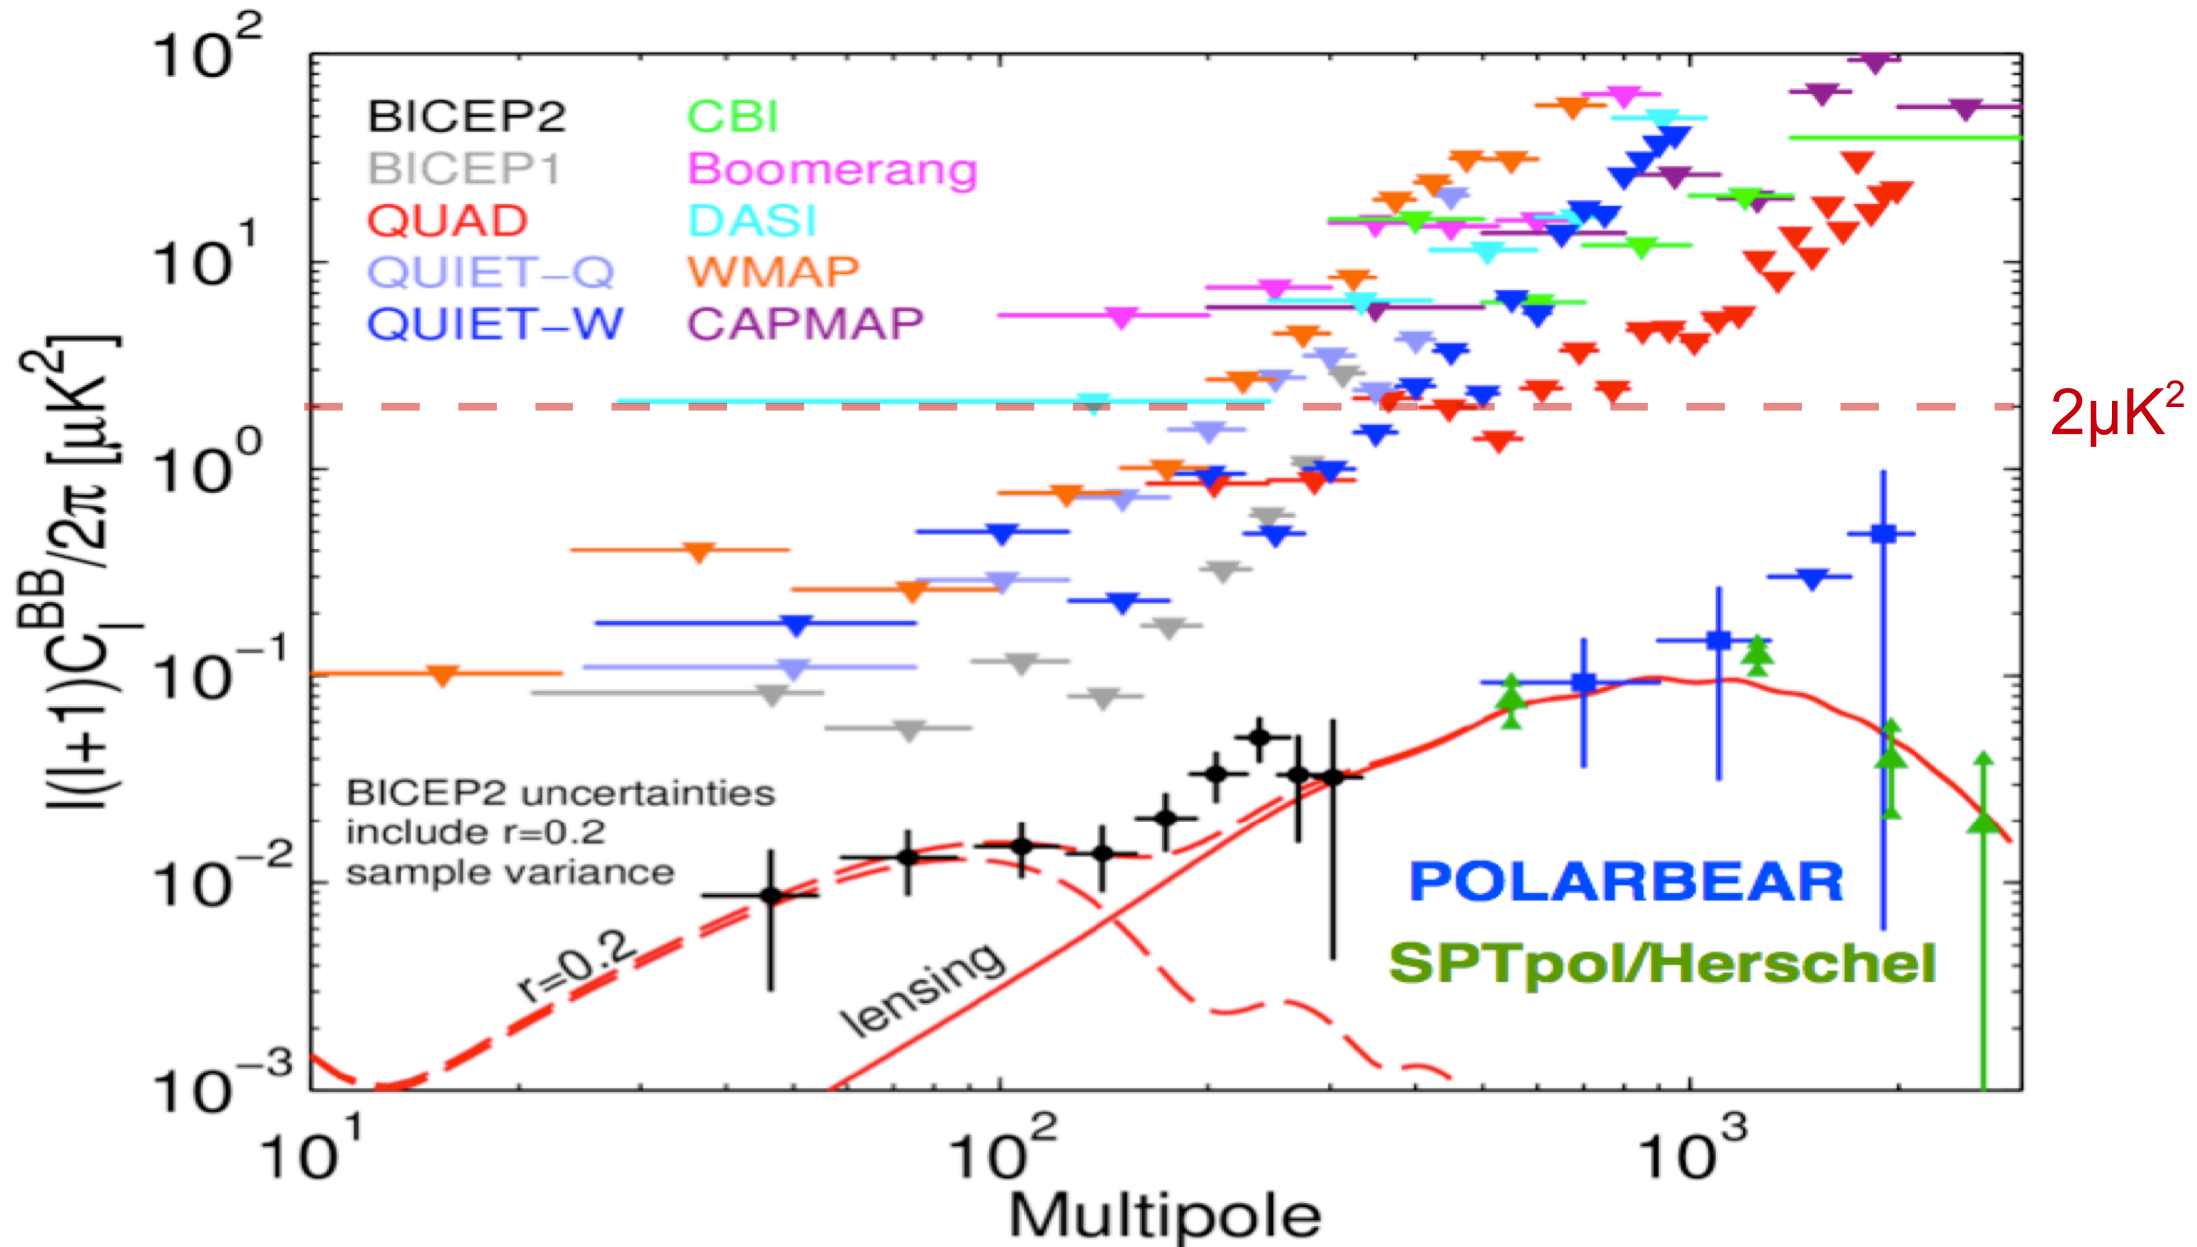 10²
10¹
10⁰
10⁻¹
10⁻²
10⁻³
l(l+1)C_l^BB/2π [μK²]
BICEP2
BICEP1
QUAD
QUIET-Q
QUIET-W
CBI
Boomerang
DASI
WMAP
CAPMAP
2μK²
BICEP2 uncertainties
include r=0.2
sample variance
r=0.2
lensing
POLARBEAR
SPTpol/Herschel
10¹
10²
10³
Multipole